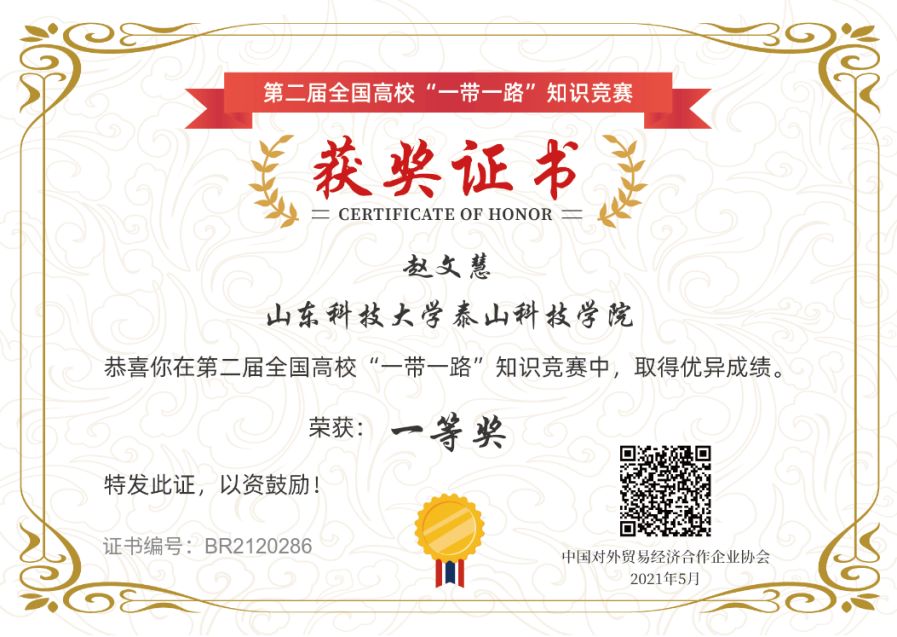 第二届全国高校“一带一路”知识竞赛
获奖证书
CERTIFICATE OF HONOR
赵文慧
山东科技大学泰山科技学院
恭喜你在第二届全国高校“一带一路”知识竞赛中，取得优异成绩。
荣获： 一等奖
特发此证，以资鼓励！
证书编号：BR2120286
中国对外贸易经济合作企业协会
2021年5月